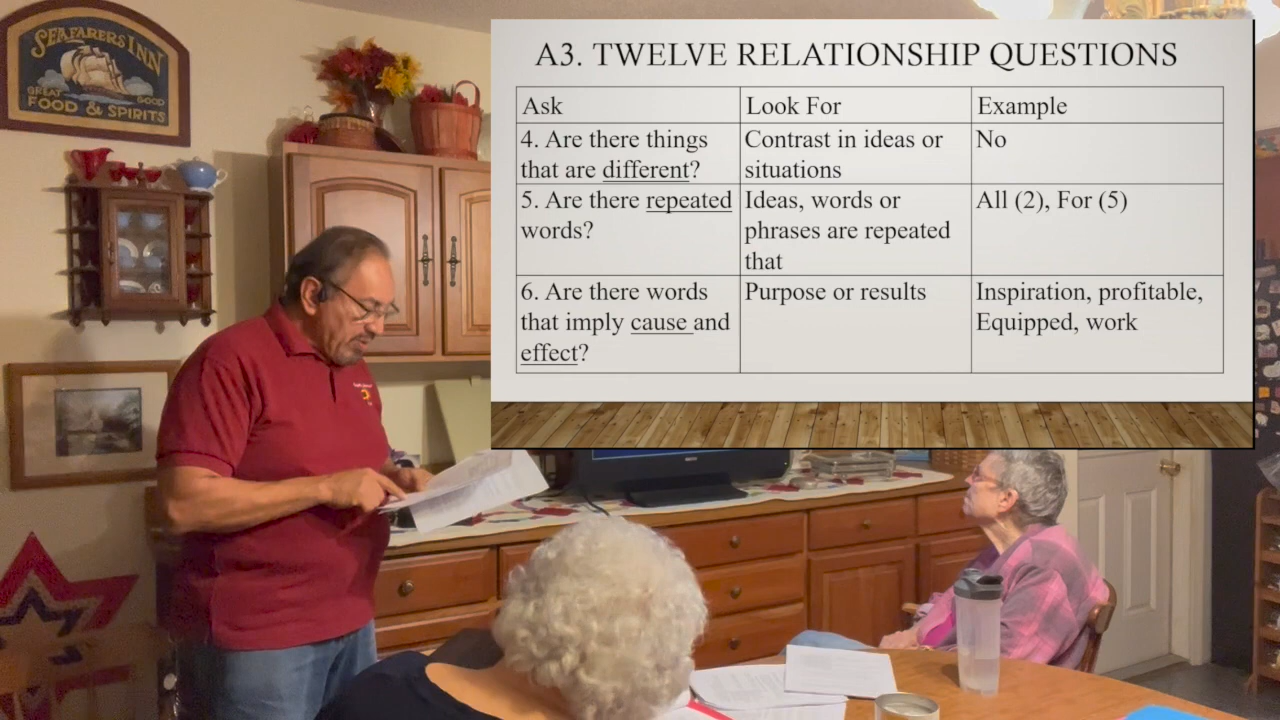 SEAFARERS INN
GREAT GOOD
FOOD & SPIRITS
A3. TWELVE RELATIONSHIP QUESTIONS
Ask Look For Example
4. Are there things Contrast in ideas or No
that are different? situations
5. Are there repeated Ideas, words or All (2), For (5)
words? phrases are repeated
that
6. Are there words Purpose or results Inspiration, profitable,
that imply cause and Equipped, work
effect?